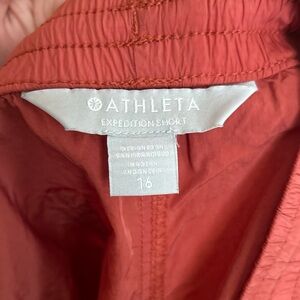 ATHLETA
EXPEDITION SHORT
DESIGNED IN
SAN FRANCISCO
MADE IN
INDONESIA
16